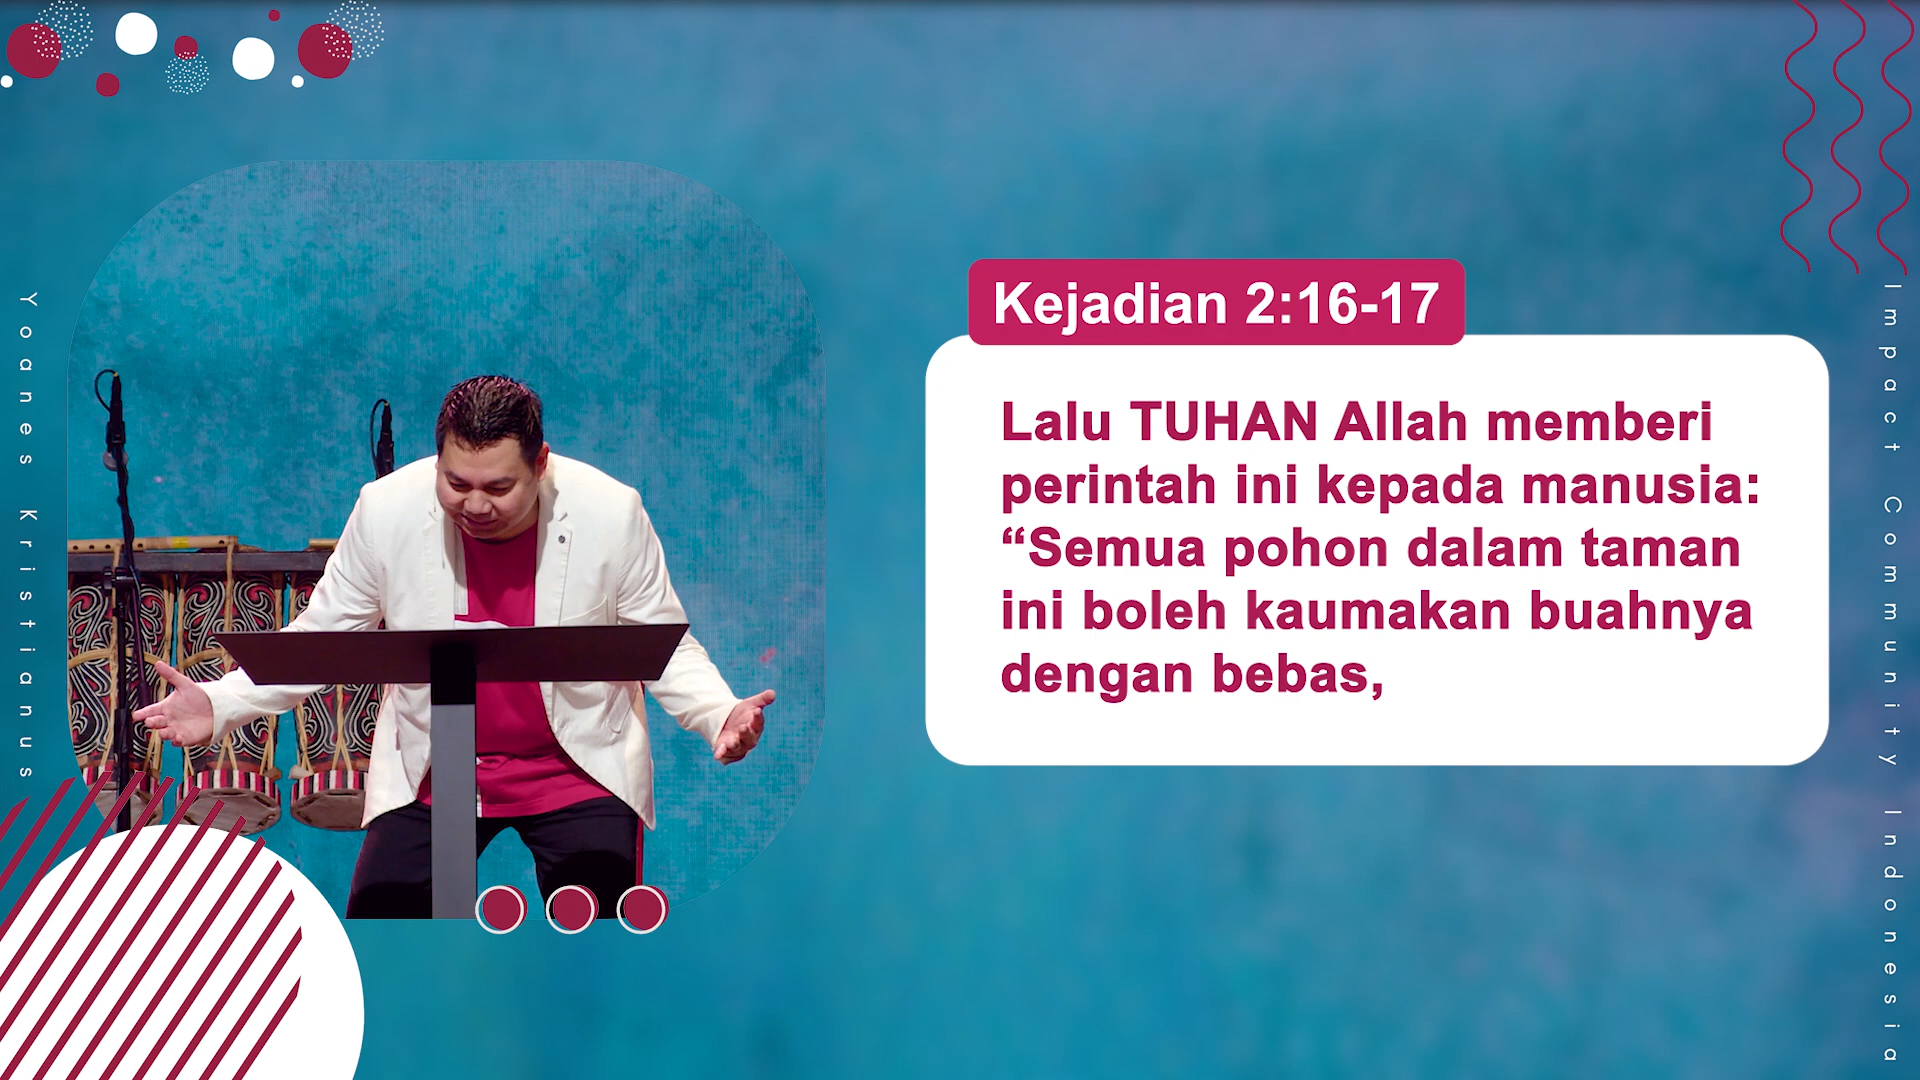 Yoanes Kristianus
Kejadian 2:16-17
Lalu TUHAN Allah memberi
perintah ini kepada manusia:
“Semua pohon dalam taman
ini boleh kaumakan buahnya
dengan bebas,
Impact Community Indonesia